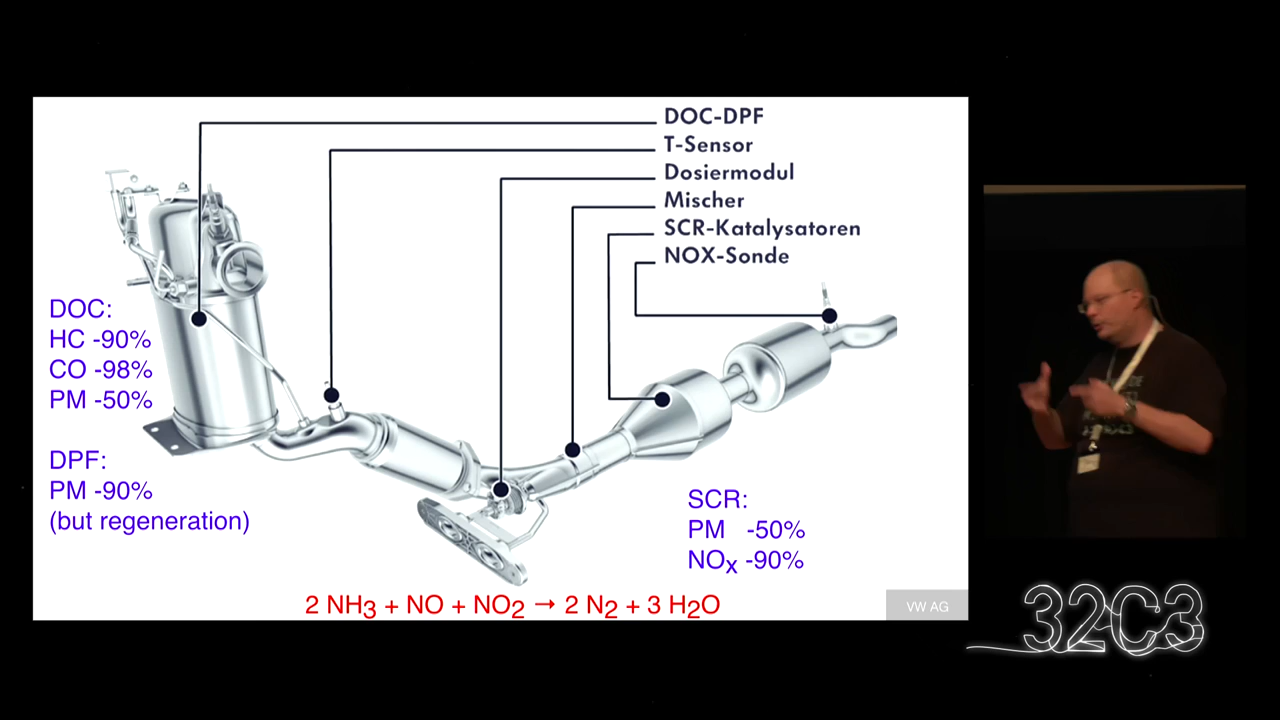 DOC-DPF
T-Sensor
Dosiermodul
Mischer
SCR-Katalysatoren
NOX-Sonde
DOC:
HC -90%
CO -98%
PM -50%
DPF:
PM -90%
(but regeneration)
SCR:
PM -50%
NOx -90%
2 NH3 + NO + NO2 → 2 N2 + 3 H2O
VW AG
32C3